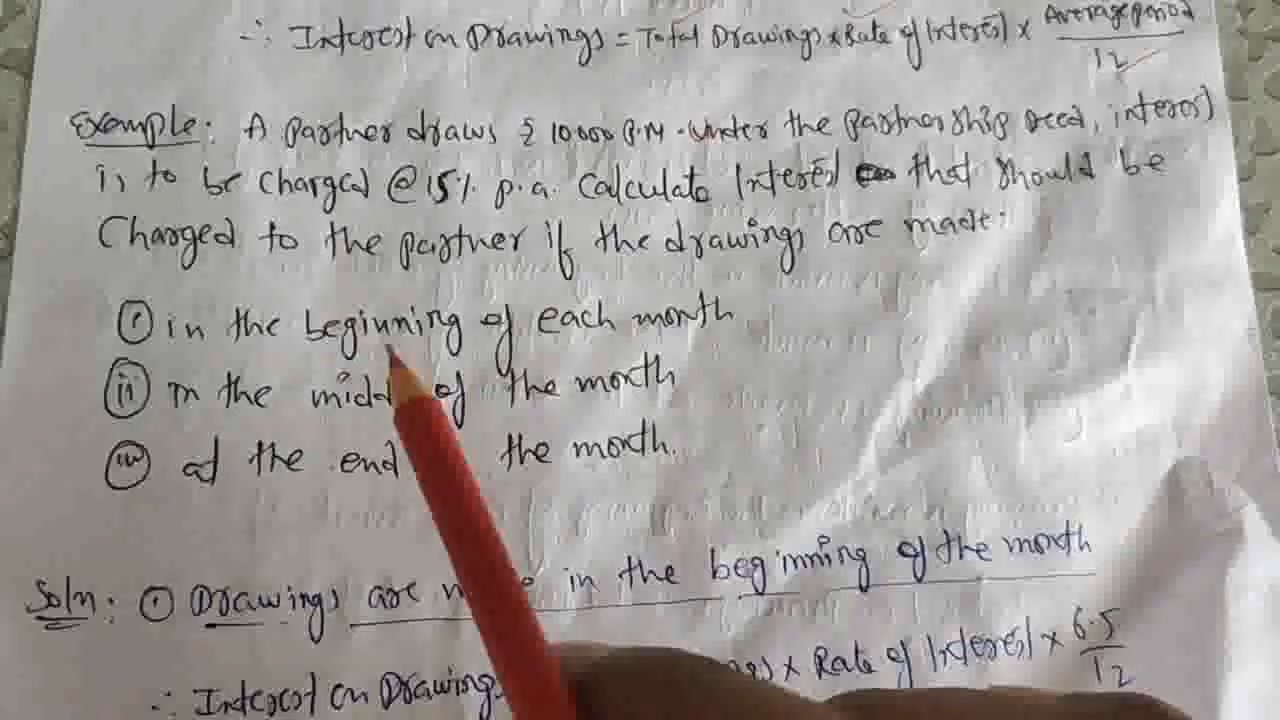 ∴ Interest on Drawings = Total Drawings × Rate of Interest × Average period / 12
Example: A partner draws ₹ 10000 P.M. Under the partnership deed, interest
is to be charged @ 15% p.a. Calculate Interest that should be
Charged to the partner if the drawings are made:
(i) in the beginning of each month
(ii) in the midd of the month
(iii) at the end the month.
Soln: (i) Drawings are in the beginning of the month
∴ Interest on Drawings × Rate of Interest × 6.5 / 12